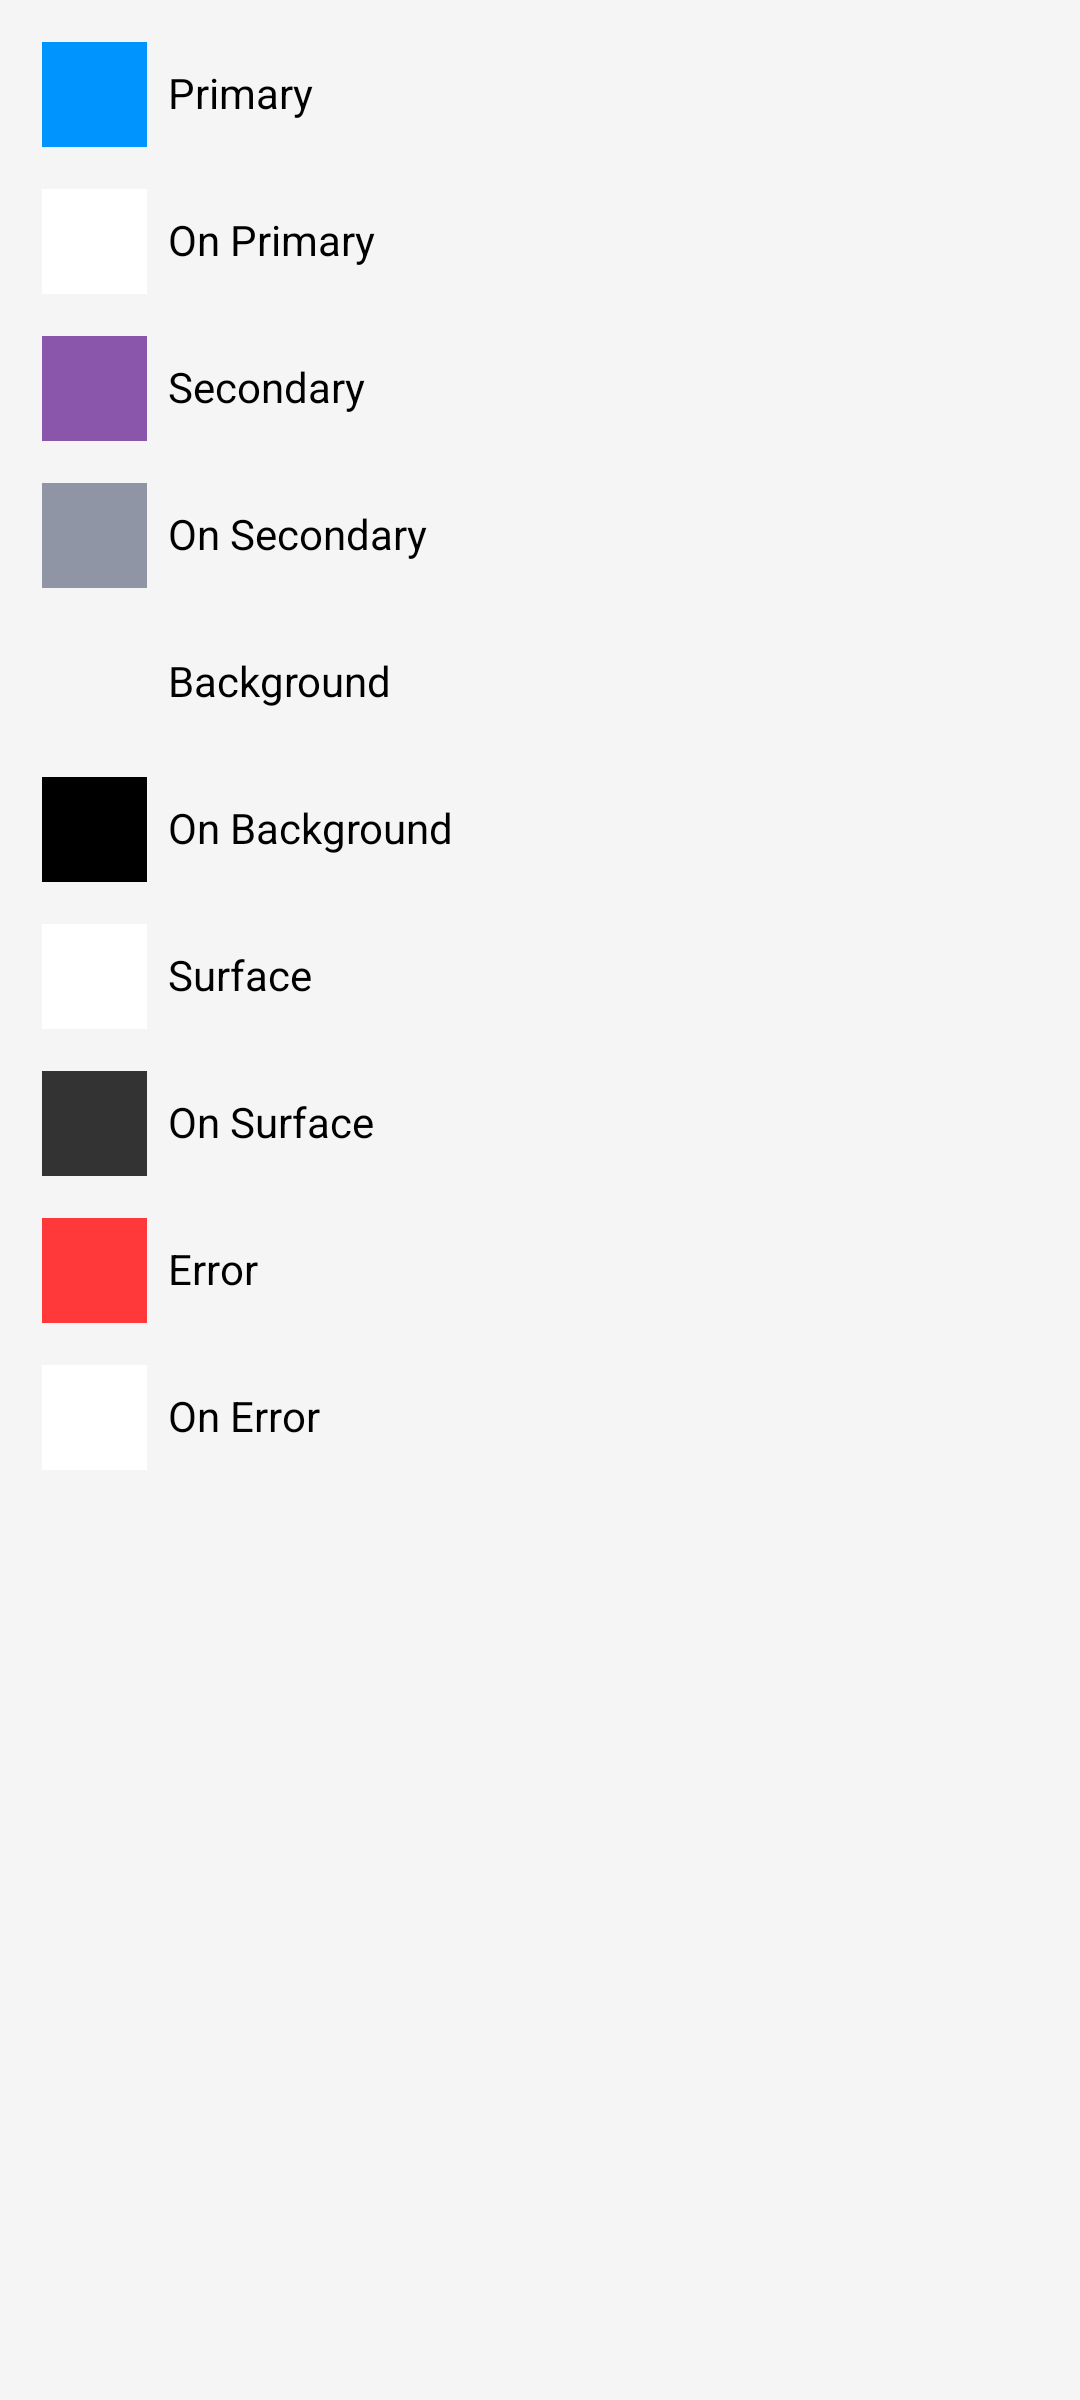 Primary
On Primary
Secondary
On Secondary
Background
On Background
Surface
On Surface
Error
On Error